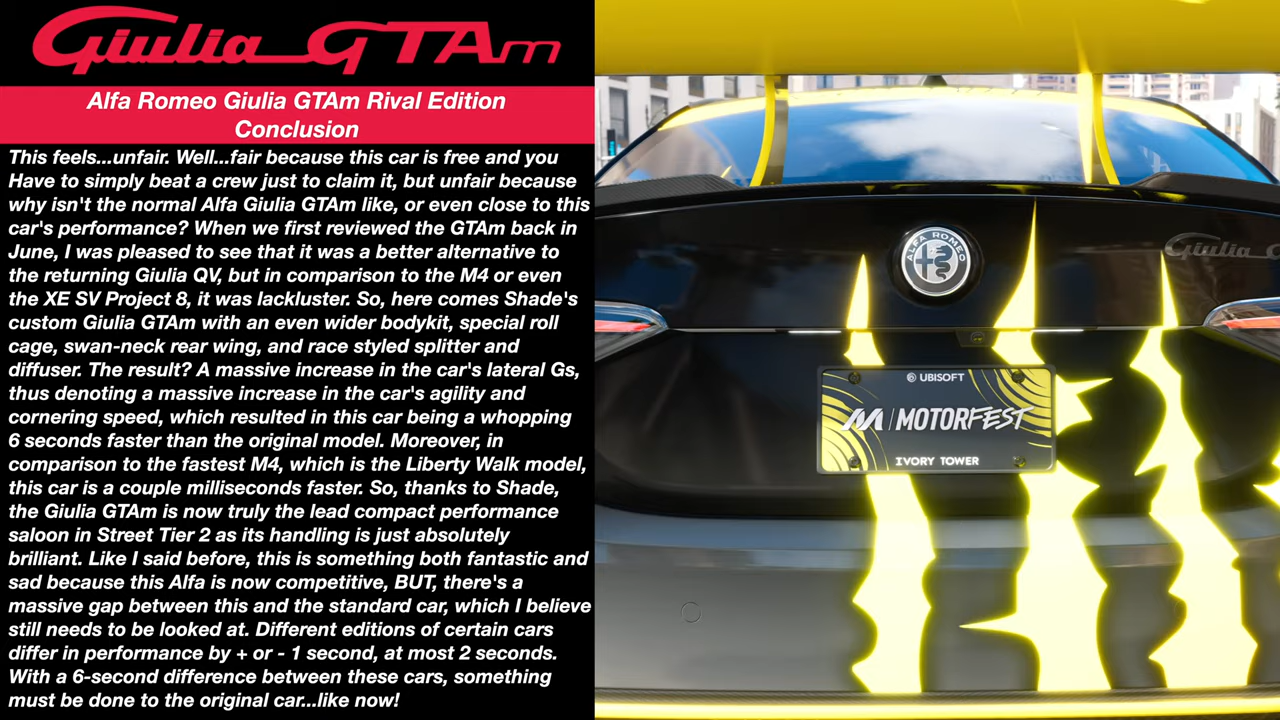 Giulia GTAm
Alfa Romeo Giulia GTAm Rival Edition
Conclusion
This feels...unfair. Well...fair because this car is free and you
Have to simply beat a crew just to claim it, but unfair because
why isn't the normal Alfa Giulia GTAm like, or even close to this
car's performance? When we first reviewed the GTAm back in
June, I was pleased to see that it was a better alternative to
the returning Giulia QV, but in comparison to the M4 or even
the XE SV Project 8, it was lackluster. So, here comes Shade's
custom Giulia GTAm with an even wider bodykit, special roll
cage, swan-neck rear wing, and race styled splitter and
diffuser. The result? A massive increase in the car's lateral Gs,
thus denoting a massive increase in the car's agility and
cornering speed, which resulted in this car being a whopping
6 seconds faster than the original model. Moreover, in
comparison to the fastest M4, which is the Liberty Walk model,
this car is a couple milliseconds faster. So, thanks to Shade,
the Giulia GTAm is now truly the lead compact performance
saloon in Street Tier 2 as its handling is just absolutely
brilliant. Like I said before, this is something both fantastic and
sad because this Alfa is now competitive, BUT, there's a
massive gap between this and the standard car, which I believe
still needs to be looked at. Different editions of certain cars
differ in performance by + or - 1 second, at most 2 seconds.
With a 6-second difference between these cars, something
must be done to the original car...like now!
ALFA ROMEO
Giulia G
UBISOFT
M | MOTORFEST
IVORY TOWER